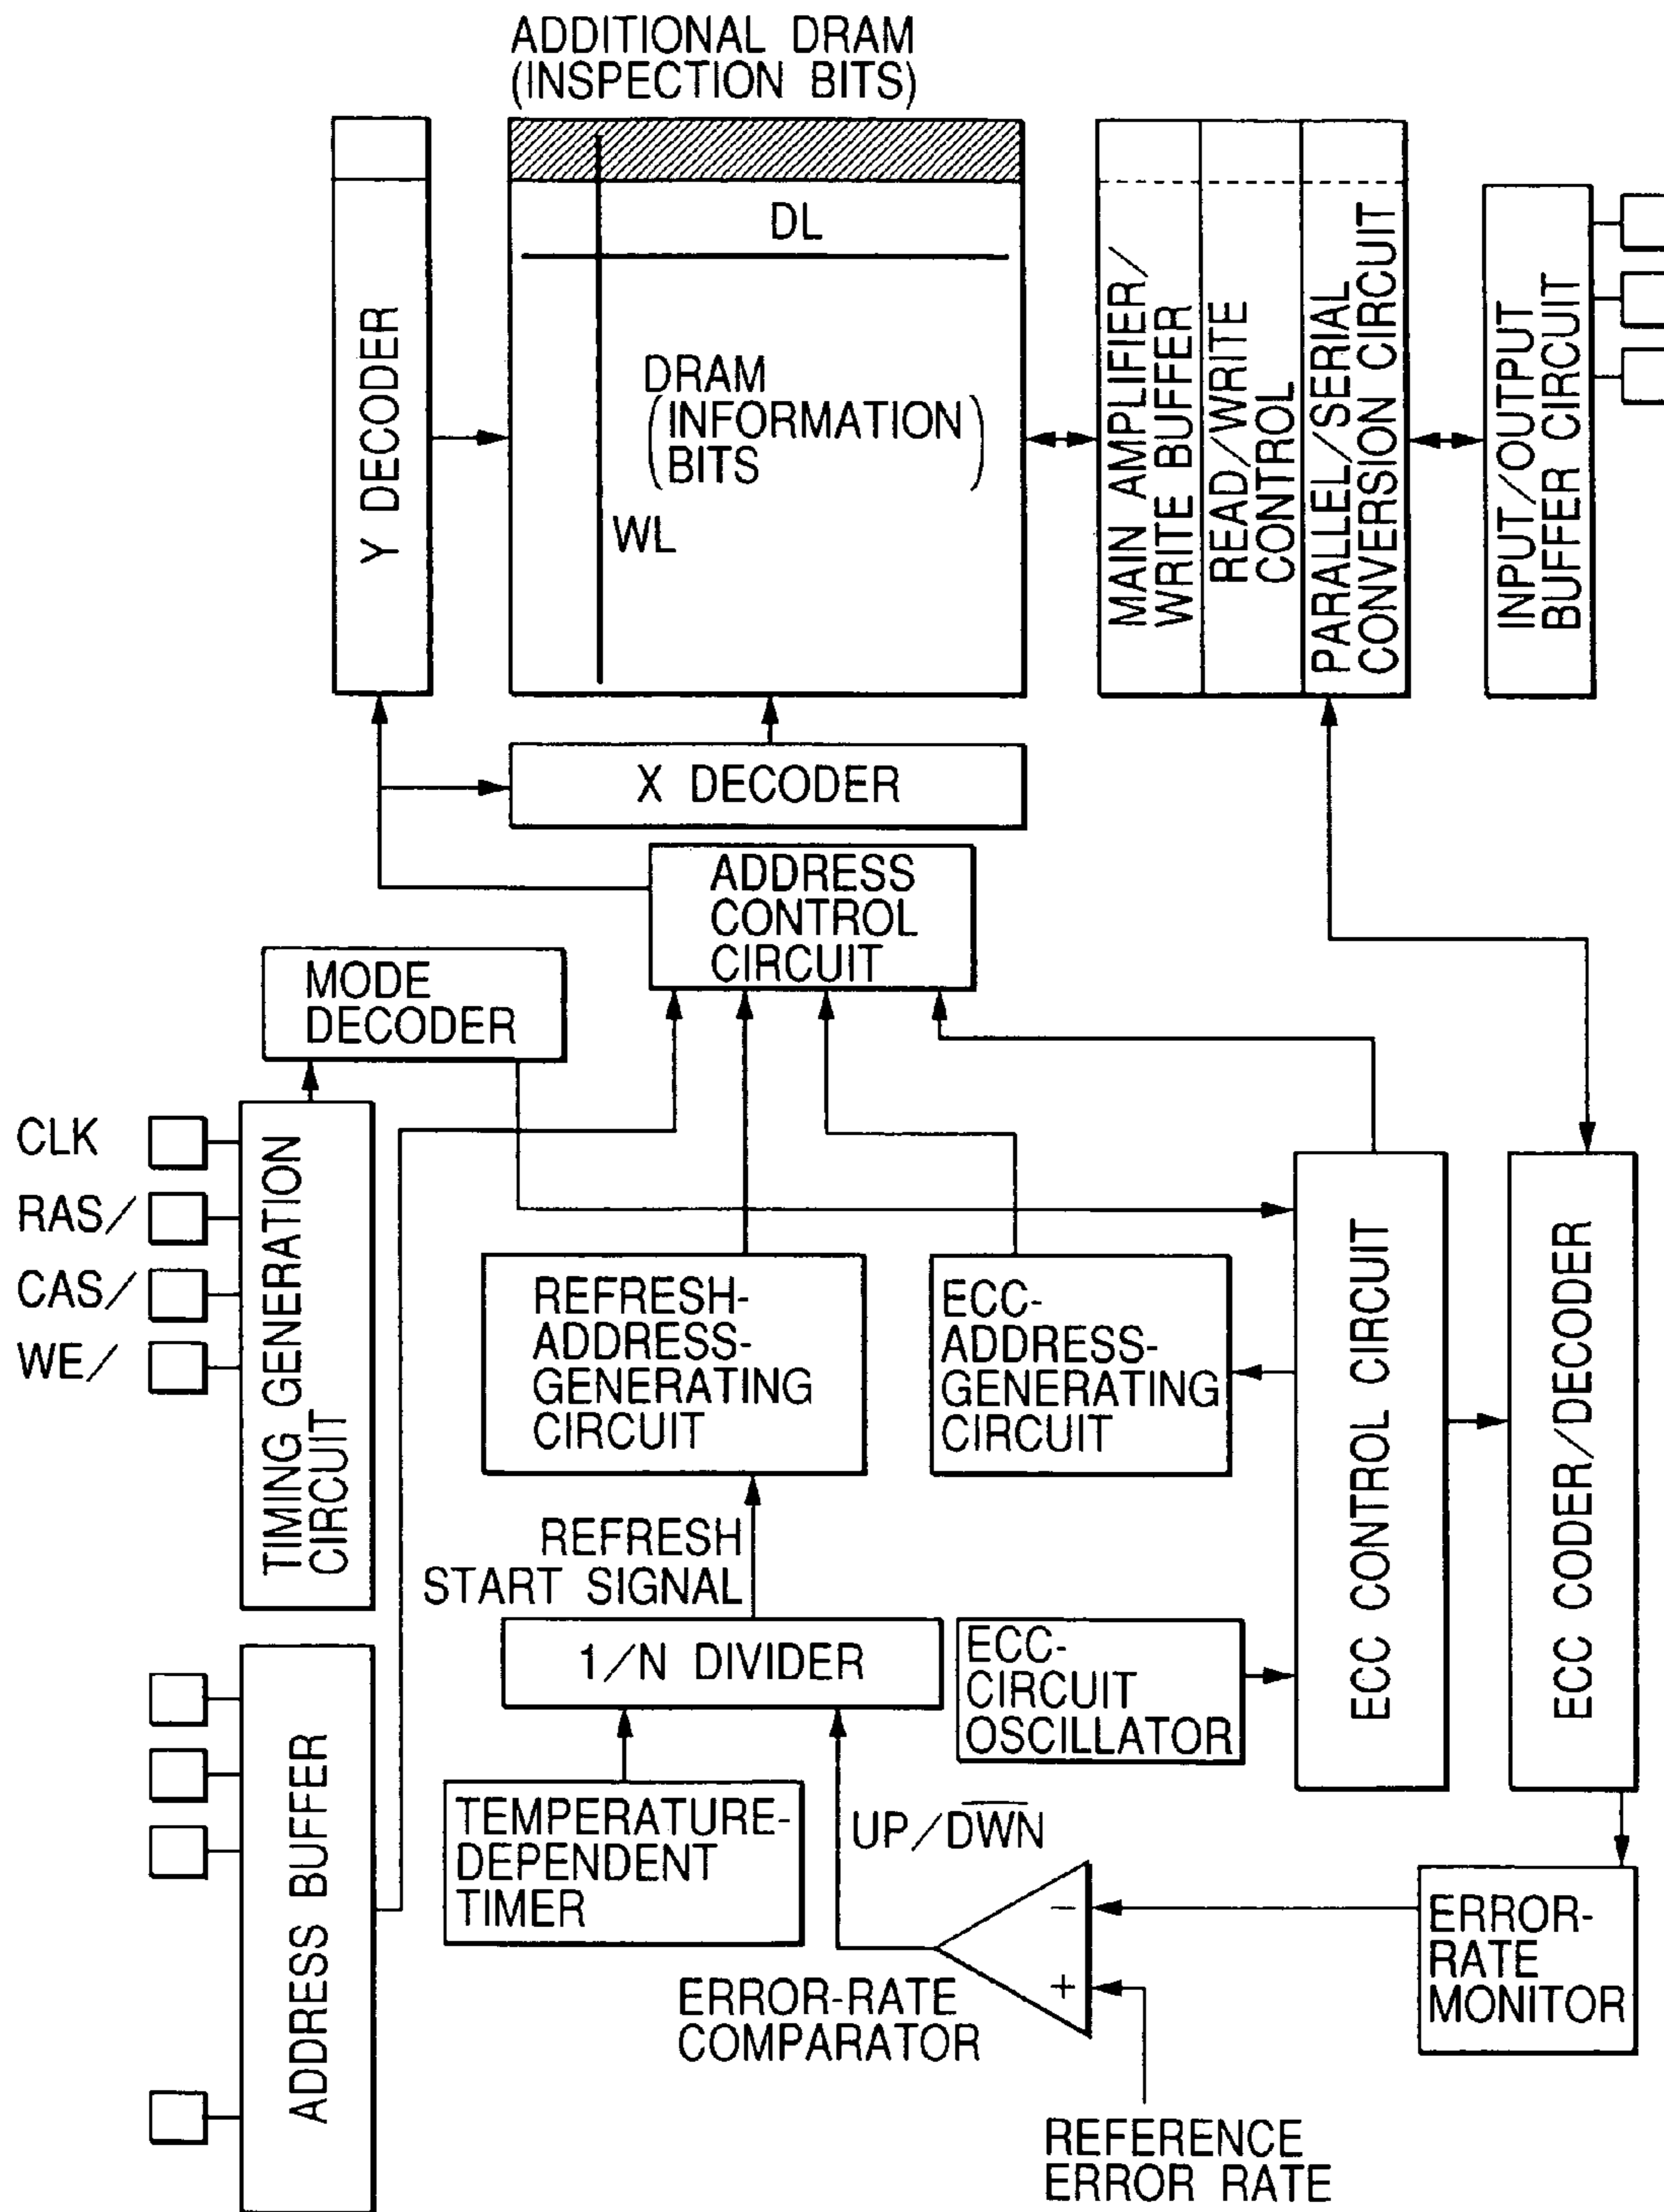 ADDITIONAL DRAM
(INSPECTION BITS)
Y DECODER
DL
DRAM
(INFORMATION)
BITS
WL
MAIN AMPLIFIER/
WRITE BUFFER
READ/WRITE
CONTROL
PARALLEL/SERIAL
CONVERSION CIRCUIT
INPUT/OUTPUT
BUFFER CIRCUIT
X DECODER
ADDRESS
CONTROL
CIRCUIT
MODE
DECODER
CLK
RAS/
CAS/
WE/
TIMING GENERATION
CIRCUIT
REFRESH-
ADDRESS-
GENERATING
CIRCUIT
ECC-
ADDRESS-
GENERATING
CIRCUIT
ECC CONTROL CIRCUIT
ECC CODER/DECODER
REFRESH
START SIGNAL
1/N DIVIDER
ECC-
CIRCUIT
OSCILLATOR
ADDRESS BUFFER
TEMPERATURE-
DEPENDENT
TIMER
UP/D̅W̅N̅
−
+
ERROR-RATE
COMPARATOR
ERROR-
RATE
MONITOR
REFERENCE
ERROR RATE